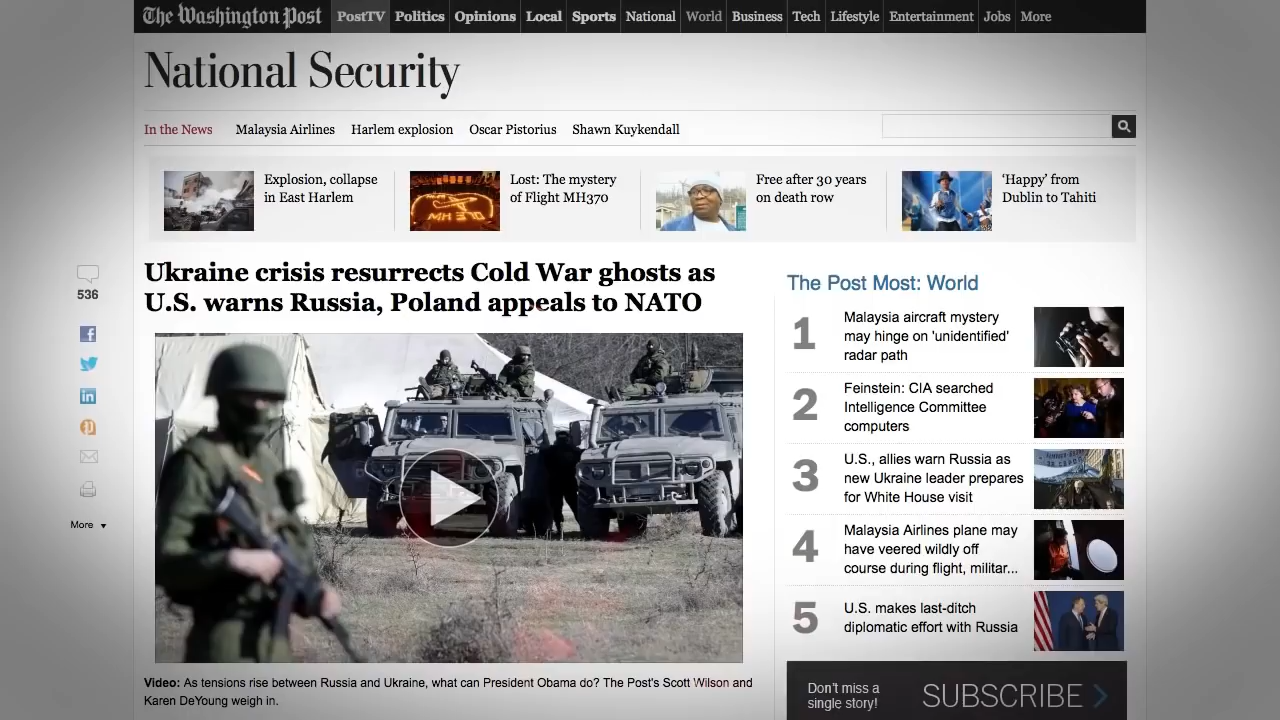 The Washington Post PostTV Politics Opinions Local Sports National World Business Tech Lifestyle Entertainment Jobs More
National Security
In the News Malaysia Airlines Harlem explosion Oscar Pistorius Shawn Kuykendall
Explosion, collapse
in East Harlem
Lost: The mystery
of Flight MH370
MH 370
Free after 30 years
on death row
‘Happy’ from
Dublin to Tahiti
Ukraine crisis resurrects Cold War ghosts as
U.S. warns Russia, Poland appeals to NATO
536
More
Video: As tensions rise between Russia and Ukraine, what can President Obama do? The Post's Scott Wilson and
Karen DeYoung weigh in.
The Post Most: World
1
Malaysia aircraft mystery
may hinge on 'unidentified'
radar path
2
Feinstein: CIA searched
Intelligence Committee
computers
3
U.S., allies warn Russia as
new Ukraine leader prepares
for White House visit
4
Malaysia Airlines plane may
have veered wildly off
course during flight, militar...
5
U.S. makes last-ditch
diplomatic effort with Russia
Don't miss a
single story!
SUBSCRIBE